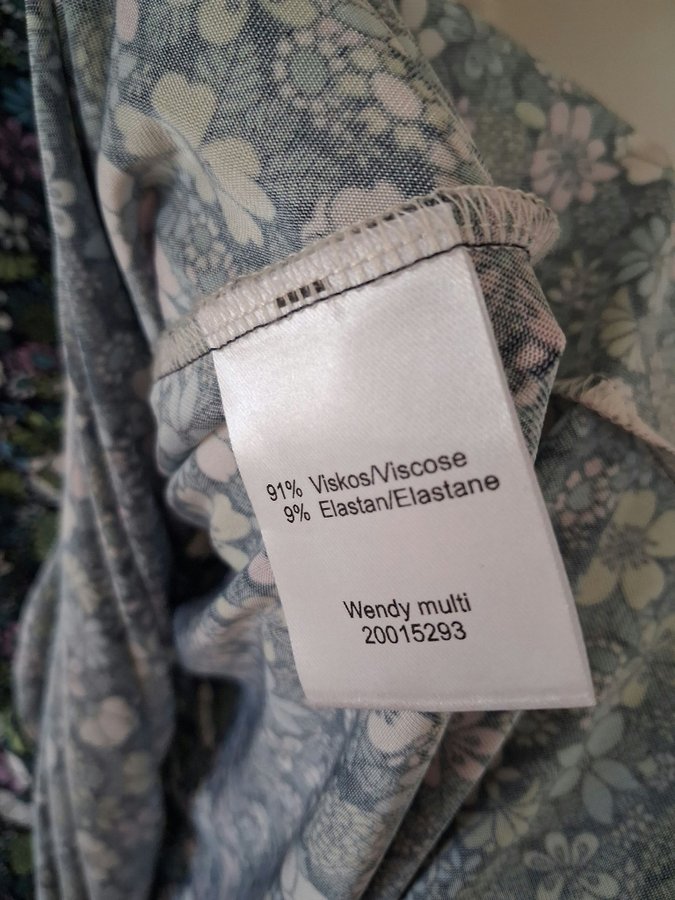 91% Viskos/Viscose
9% Elastan/Elastane
Wendy multi
20015293